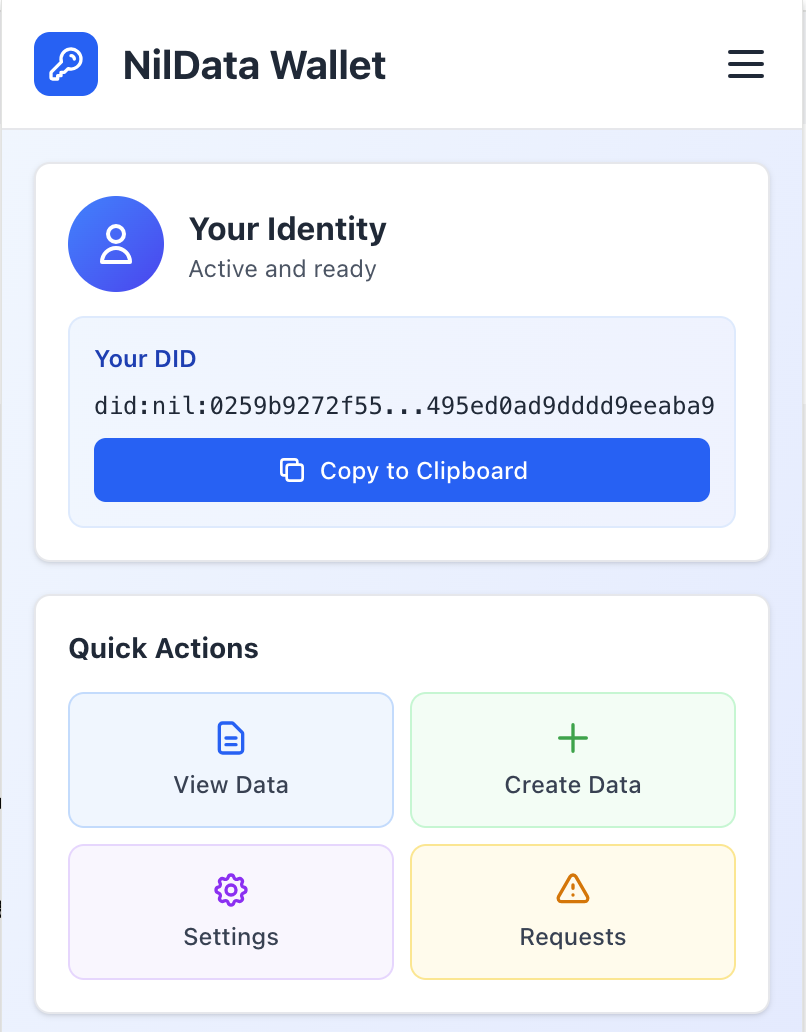 NilData Wallet
Your Identity
Active and ready
Your DID
did:nil:0259b9272f55...495ed0ad9dddd9eeaba9
Copy to Clipboard
Quick Actions
View Data
Create Data
Settings
Requests